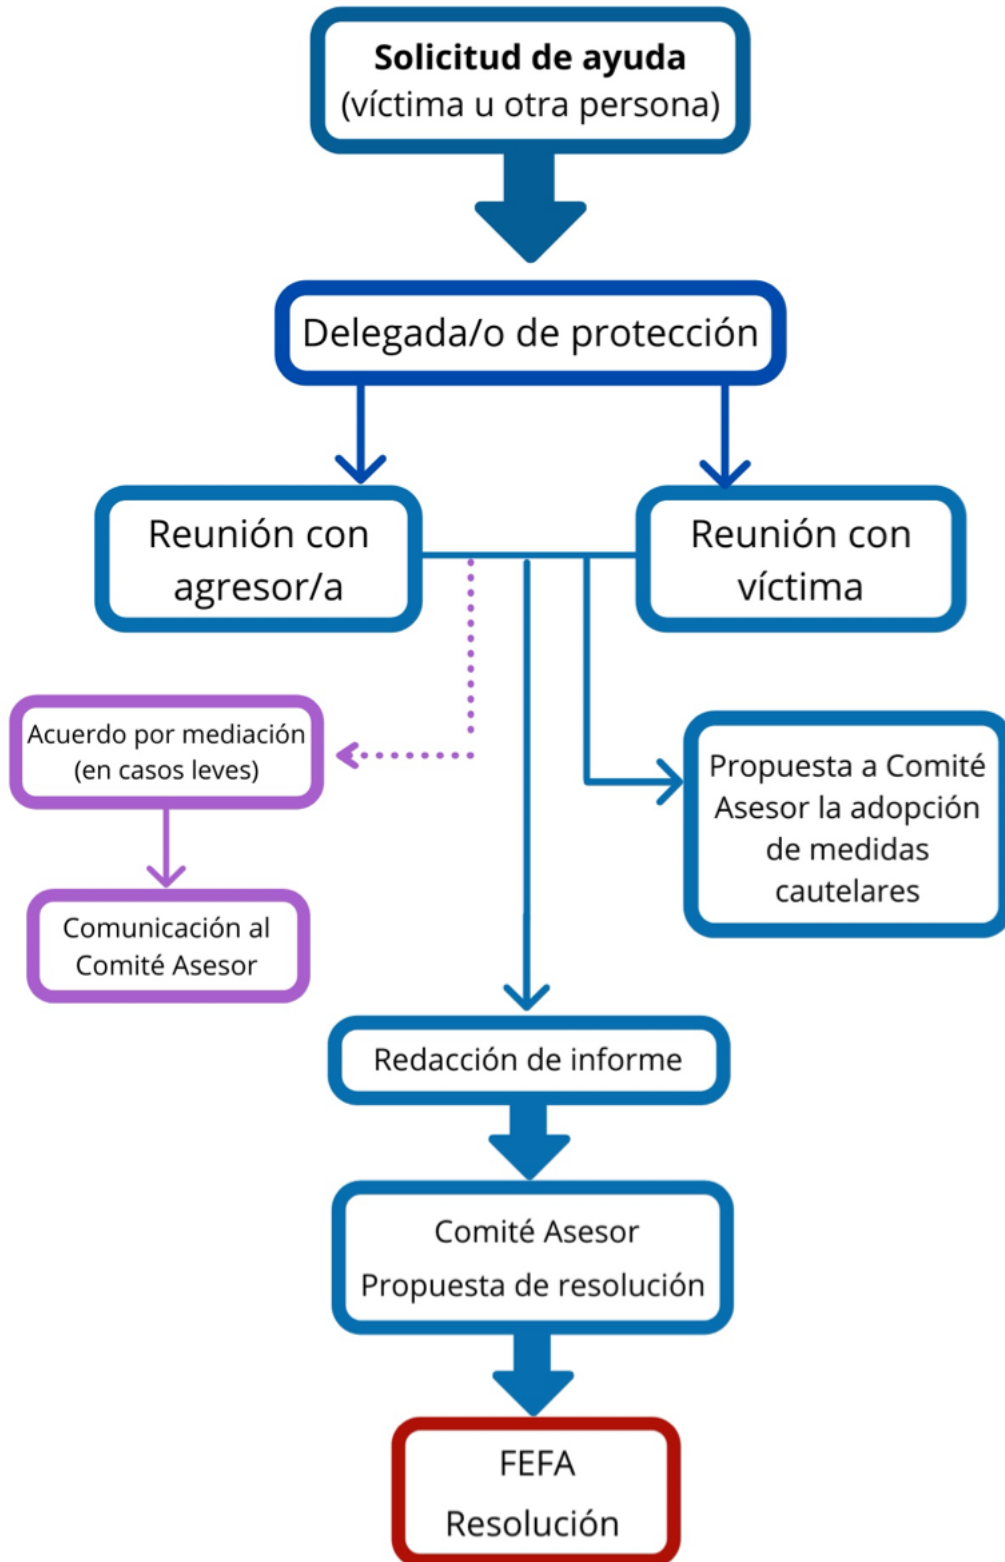 Solicitud de ayuda
(víctima u otra persona)
Delegada/o de protección
Reunión con
agresor/a
Reunión con
víctima
Acuerdo por mediación
(en casos leves)
Propuesta a Comité
Asesor la adopción
de medidas
cautelares
Comunicación al
Comité Asesor
Redacción de informe
Comité Asesor
Propuesta de resolución
FEFA
Resolución